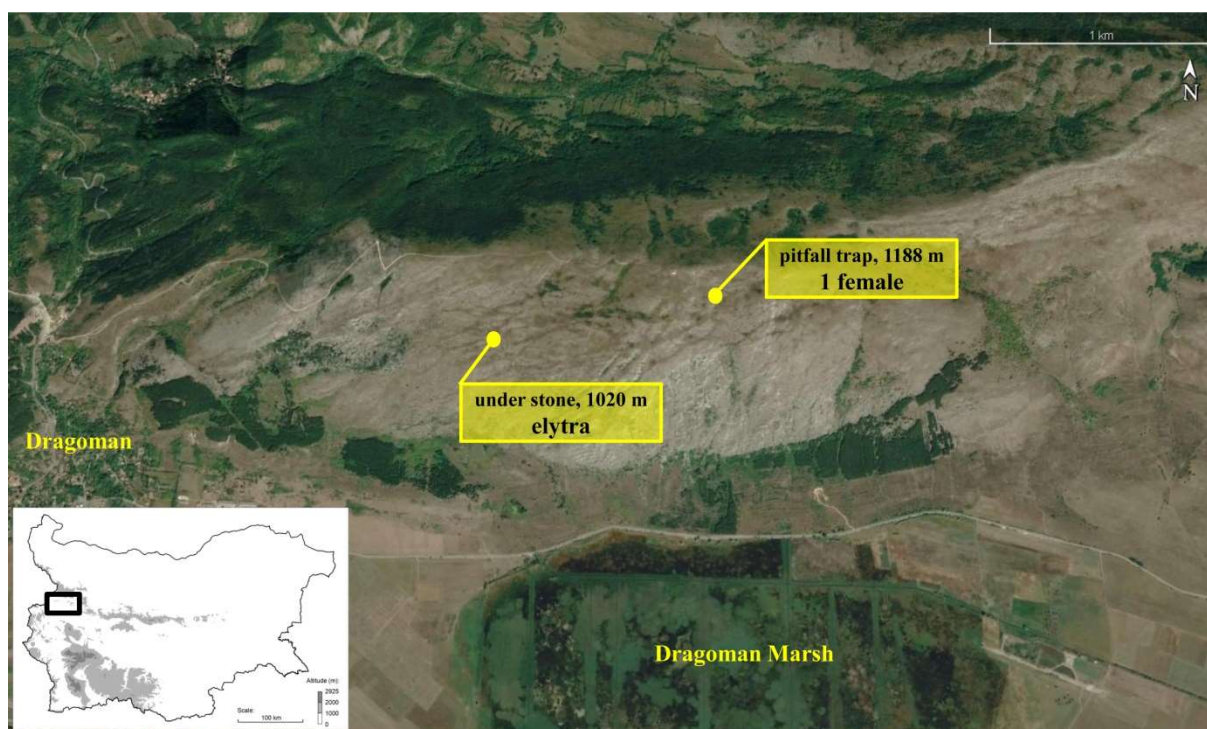 1 km
N
pitfall trap, 1188 m
1 female
under stone, 1020 m
elytra
Dragoman
Dragoman Marsh
Altitude (m):
2925
2000
1000
0
Scale:
100 km